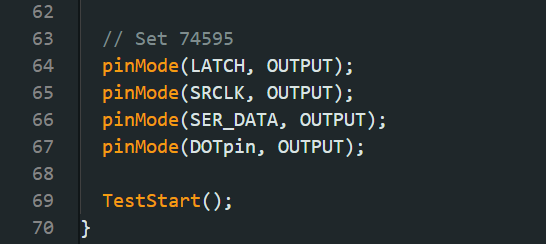 62
63 // Set 74595
64 pinMode(LATCH, OUTPUT);
65 pinMode(SRCLK, OUTPUT);
66 pinMode(SER_DATA, OUTPUT);
67 pinMode(DOTpin, OUTPUT);
68
69 TestStart();
70 }